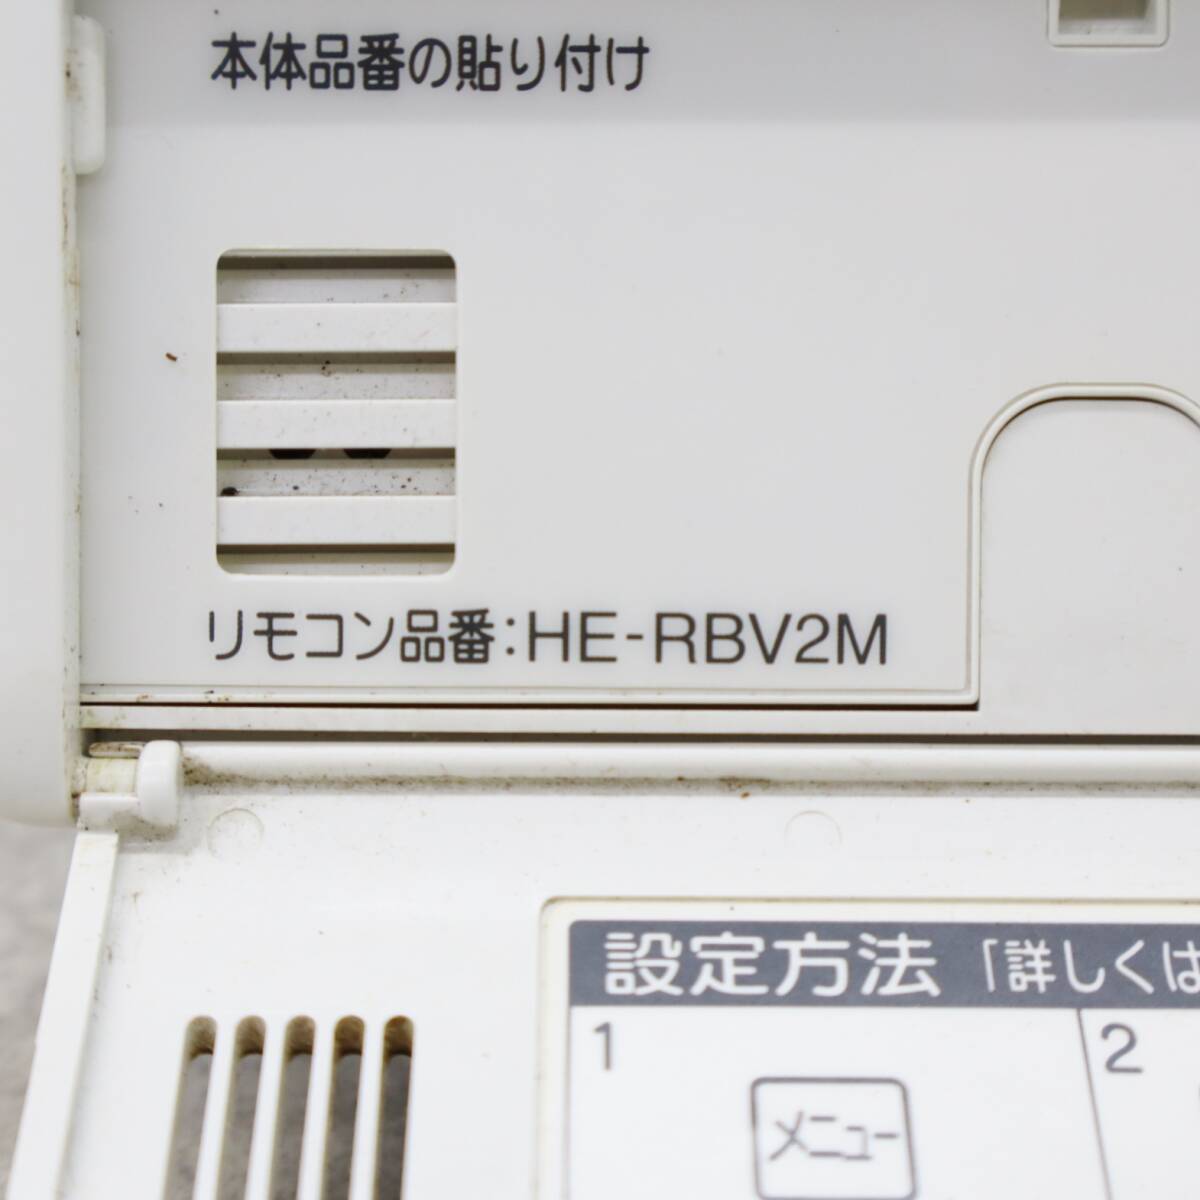 本体品番の貼り付け
リモコン品番:HE-RBV2M
設定方法 「詳しくは
1
2
メニュー